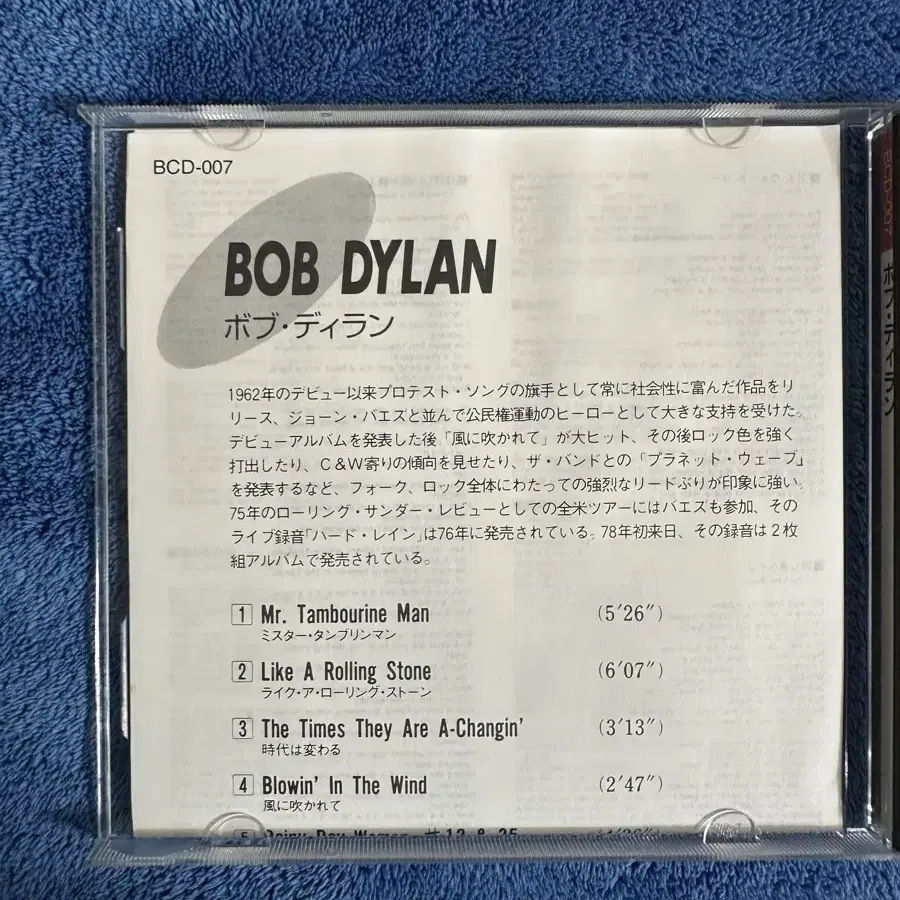 BCD-007
BOB DYLAN
ボブ・ディラン
1962年のデビュー以来プロテスト・ソングの旗手として常に社会性に富んだ作品をリ
リース、ジョーン・バエズと並んで公民権運動のヒーローとして大きな支持を受けた。
デビューアルバムを発表した後「風に吹かれて」が大ヒット、その後ロック色を強く
打出したり、C&W寄りの傾向を見せたり、ザ・バンドとの「プラネット・ウェーブ」
を発表するなど、フォーク、ロック全体にわたっての強烈なリードぶりが印象に強い。
75年のローリング・サンダー・レビューとしての全米ツアーにはバエズも参加、その
ライブ録音「ハード・レイン」は76年に発売されている。78年初来日、その録音は2枚
組アルバムで発売されている。
1 Mr. Tambourine Man (5′26″)
ミスター・タンブリンマン
2 Like A Rolling Stone (6′07″)
ライク・ア・ローリング・ストーン
3 The Times They Are A-Changin' (3′13″)
時代は変わる
4 Blowin' In The Wind (2′47″)
風に吹かれて
5 Rainy Day Women #12 & 35
BCD-007
ボブ・ディラン